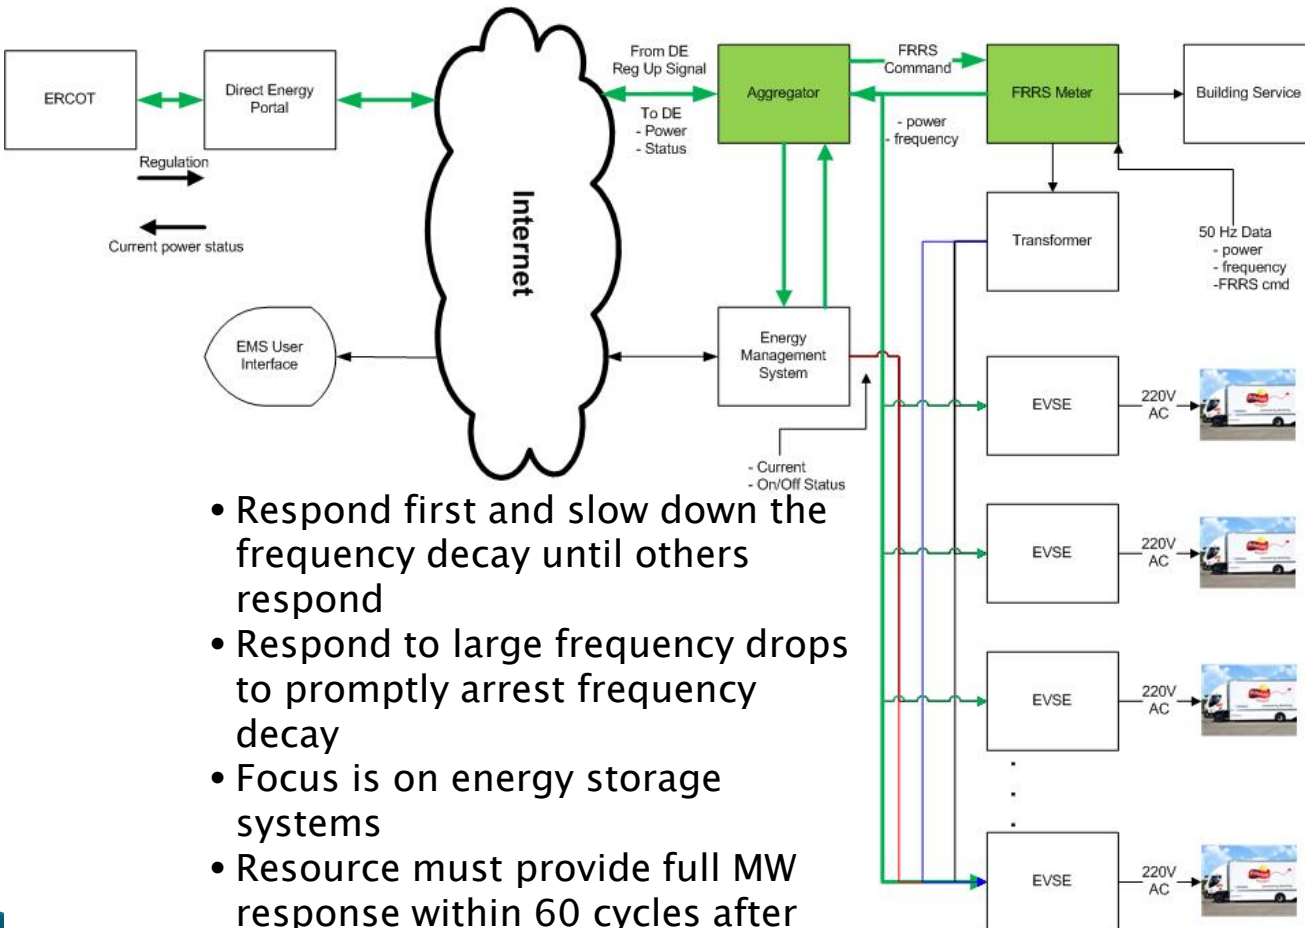 ERCOT
Direct Energy
Portal
Regulation
Current power status
Internet
From DE
Reg Up Signal
To DE
- Power
- Status
Aggregator
FRRS
Command
- power
- frequency
FRRS Meter
Building Service
Transformer
50 Hz Data
- power
- frequency
-FRRS cmd
EMS User
Interface
Energy
Management
System
- Current
- On/Off Status
EVSE
220V
AC
EVSE
220V
AC
EVSE
220V
AC
EVSE
220V
AC
• Respond first and slow down the
frequency decay until others
respond
• Respond to large frequency drops
to promptly arrest frequency
decay
• Focus is on energy storage
systems
• Resource must provide full MW
response within 60 cycles after